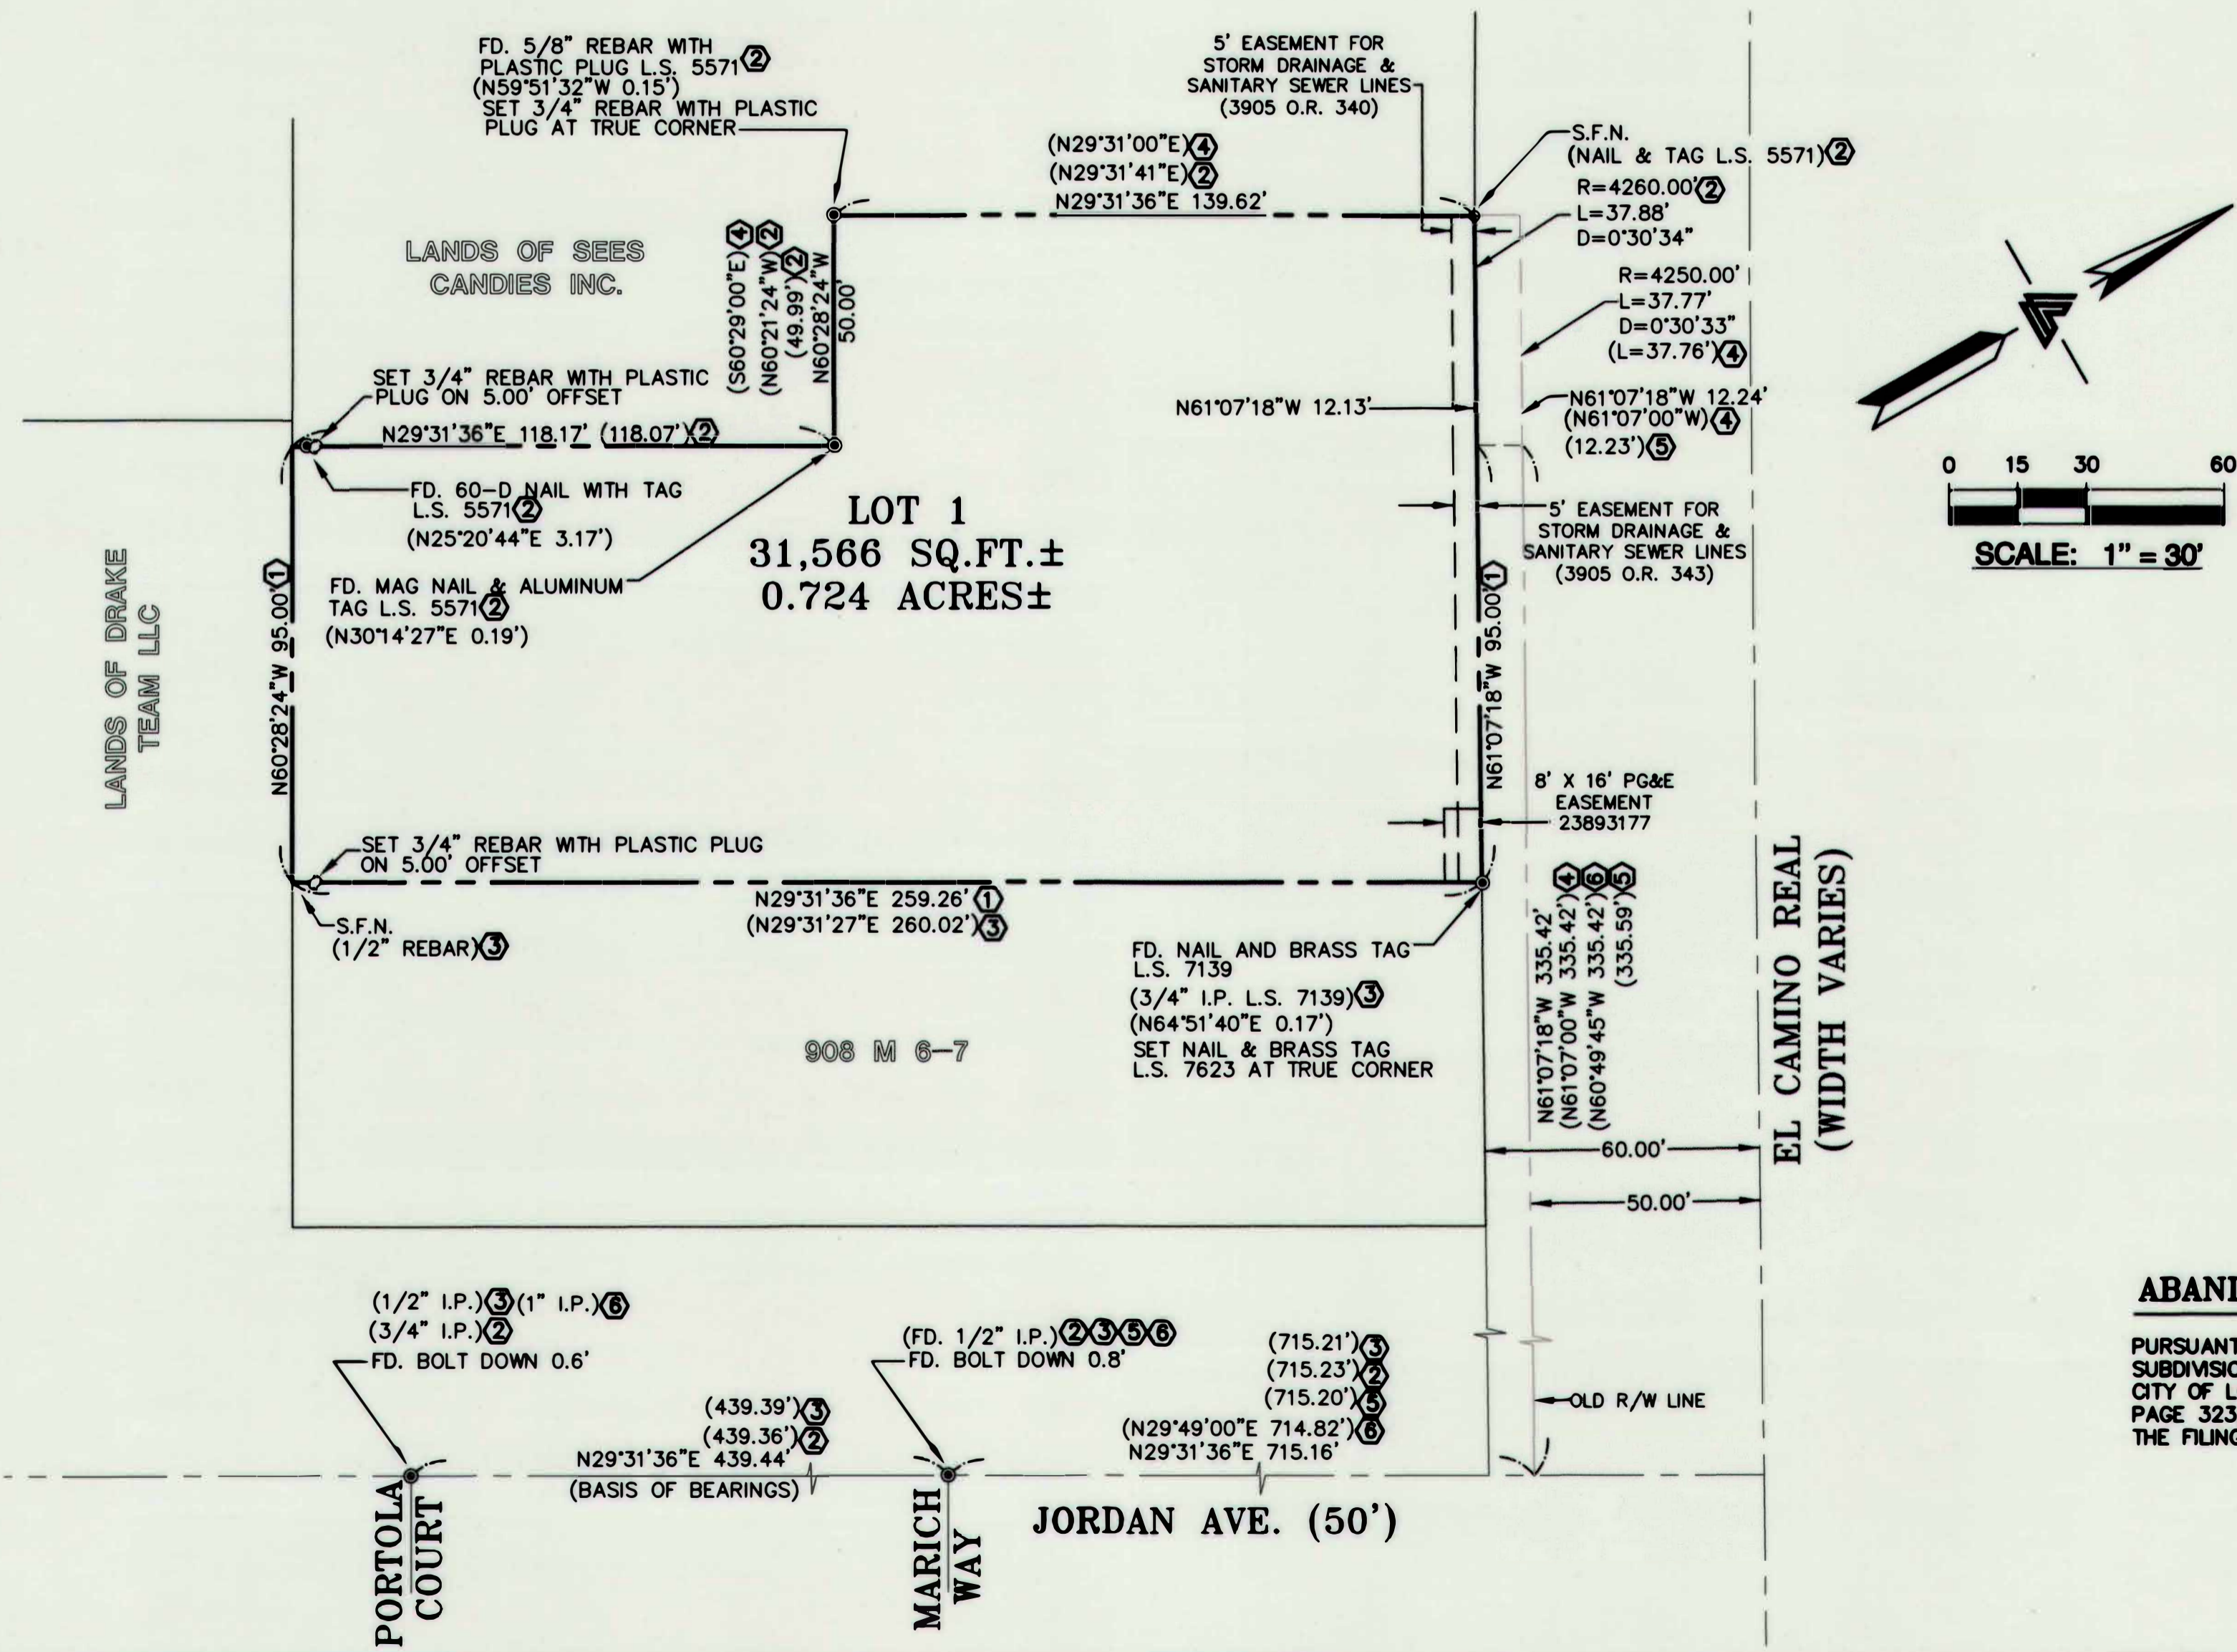 FD. 5/8" REBAR WITH
PLASTIC PLUG L.S. 5571 2
(N59°51'32"W 0.15')
SET 3/4" REBAR WITH PLASTIC
PLUG AT TRUE CORNER
5' EASEMENT FOR
STORM DRAINAGE &
SANITARY SEWER LINES
(3905 O.R. 340)
(N29°31'00"E) 4
(N29°31'41"E) 2
N29°31'36"E 139.62'
S.F.N.
(NAIL & TAG L.S. 5571) 2
R=4260.00' 2
L=37.88'
D=0°30'34"
R=4250.00'
L=37.77'
D=0°30'33"
(L=37.76') 4
N61°07'18"W 12.24'
(N61°07'00"W) 4
(12.23') 5
N61°07'18"W 12.13'
LANDS OF SEES
CANDIES INC.
(S60°29'00"E) 4
(N60°21'24"W) 2
(49.99') 2
N60°28'24"W
50.00'
SET 3/4" REBAR WITH PLASTIC
PLUG ON 5.00' OFFSET
N29°31'36"E 118.17' (118.07') 2
FD. 60-D NAIL WITH TAG
L.S. 5571 2
(N25°20'44"E 3.17')
FD. MAG NAIL & ALUMINUM
TAG L.S. 5571 2
(N30°14'27"E 0.19')
LOT 1
31,566 SQ.FT.±
0.724 ACRES±
5' EASEMENT FOR
STORM DRAINAGE &
SANITARY SEWER LINES
(3905 O.R. 343)
0 15 30 60
SCALE: 1" = 30'
LANDS OF DRAKE
TEAM LLC
N60°28'24"W 95.00' 1
N61°07'18"W 95.00' 1
8' X 16' PG&E
EASEMENT
23893177
SET 3/4" REBAR WITH PLASTIC PLUG
ON 5.00' OFFSET
N29°31'36"E 259.26' 1
(N29°31'27"E 260.02') 3
S.F.N.
(1/2" REBAR) 3
FD. NAIL AND BRASS TAG
L.S. 7139
(3/4" I.P. L.S. 7139) 3
(N64°51'40"E 0.17')
SET NAIL & BRASS TAG
L.S. 7623 AT TRUE CORNER
908 M 6-7
N61°07'18"W 335.42'
(N61°07'00"W 335.42') 4
(N60°49'45"W 335.42') 6
(335.59') 5
EL CAMINO REAL
(WIDTH VARIES)
60.00'
50.00'
(1/2" I.P.) 3 (1" I.P.) 6
(3/4" I.P.) 2
FD. BOLT DOWN 0.6'
(FD. 1/2" I.P.) 2 3 5 6
FD. BOLT DOWN 0.8'
(439.39') 3
(439.36') 2
N29°31'36"E 439.44'
(BASIS OF BEARINGS)
(715.21') 3
(715.23') 2
(715.20') 5
(N29°49'00"E 714.82') 6
N29°31'36"E 715.16'
OLD R/W LINE
PORTOLA
COURT
MARICH
WAY
JORDAN AVE. (50')
PURSUANT
CITY OF L
PAGE 323